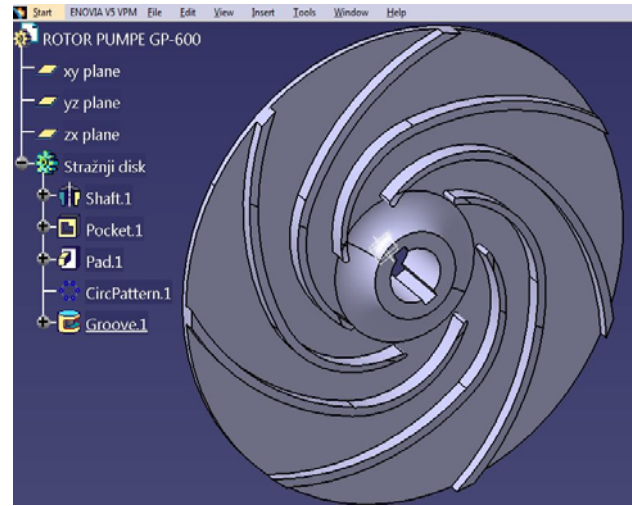 Start ENOVIA V5 VPM File Edit View Insert Tools Window Help
ROTOR PUMPE GP-600
xy plane
yz plane
zx plane
Stražnji disk
Shaft.1
Pocket.1
Pad.1
CircPattern.1
Groove.1